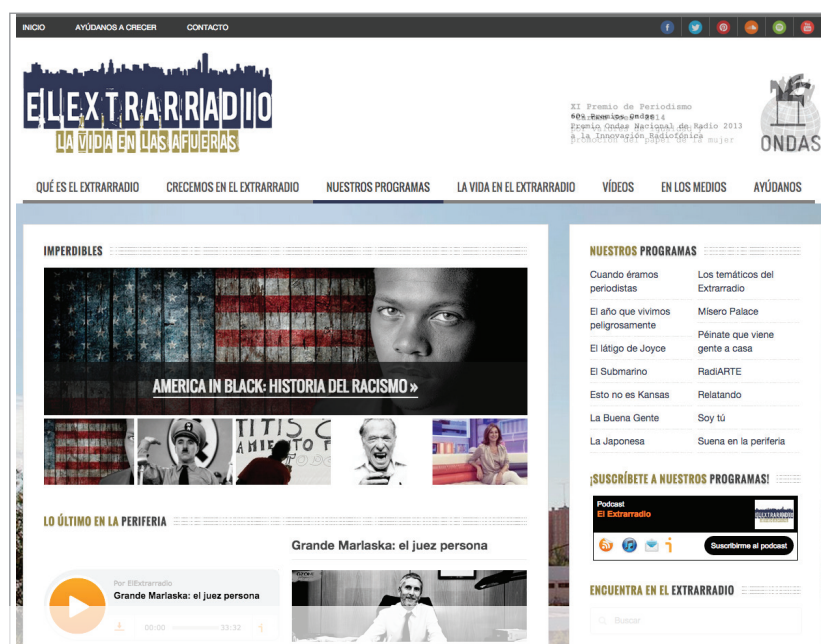 INICIO AYÚDANOS A CRECER CONTACTO
EL EXTRARRADIO
LA VIDA EN LAS AFUERAS
XI Premio de Periodismo
Premio Ondas Nacional de Radio 2013
a la Innovación Radiofónica
ONDAS
QUÉ ES EL EXTRARRADIO CRECEMOS EN EL EXTRARRADIO NUESTROS PROGRAMAS LA VIDA EN EL EXTRARRADIO VÍDEOS EN LOS MEDIOS AYÚDANOS
IMPERDIBLES
AMERICA IN BLACK: HISTORIA DEL RACISMO »
LO ÚLTIMO EN LA PERIFERIA
Grande Marlaska: el juez persona
Por ElExtrarradio
Grande Marlaska: el juez persona
00:00 33:32
NUESTROS PROGRAMAS
Cuando éramos
periodistas
El año que vivimos
peligrosamente
El látigo de Joyce
El Submarino
Esto no es Kansas
La Buena Gente
La Japonesa
Los temáticos del
Extrarradio
Mísero Palace
Péinate que viene
gente a casa
RadiARTE
Relatando
Soy tú
Suena en la periferia
¡SUSCRÍBETE A NUESTROS PROGRAMAS!
Podcast
El Extrarradio
Suscribirme al podcast
ENCUENTRA EN EL EXTRARRADIO
Buscar